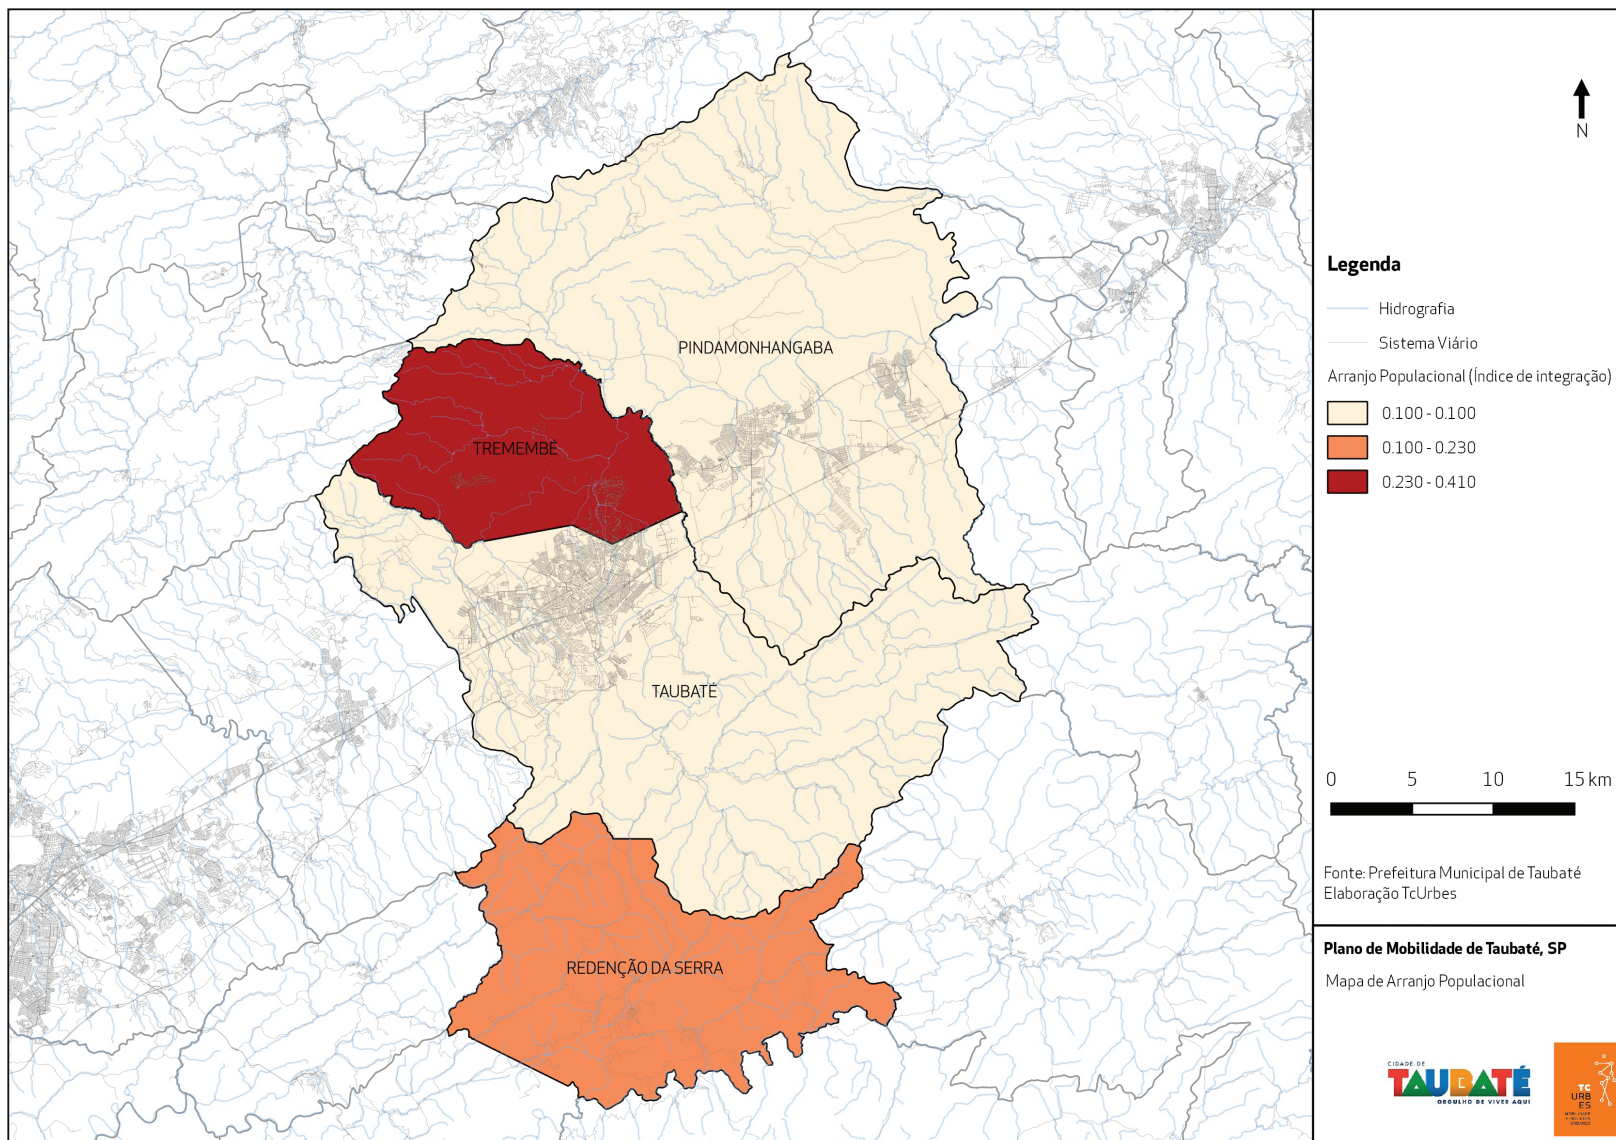 PINDAMONHANGABA
TREMEMBÉ
TAUBATÉ
REDENÇÃO DA SERRA
N
Legenda
Hidrografia
Sistema Viário
Arranjo Populacional (Índice de integração)
0.100 - 0.100
0.100 - 0.230
0.230 - 0.410
0 5 10 15 km
Fonte: Prefeitura Municipal de Taubaté
Elaboração TcUrbes
Plano de Mobilidade de Taubaté, SP
Mapa de Arranjo Populacional
CIDADE DE
TAUBATÉ
ORGULHO DE VIVER AQUI
TC
URB
ES